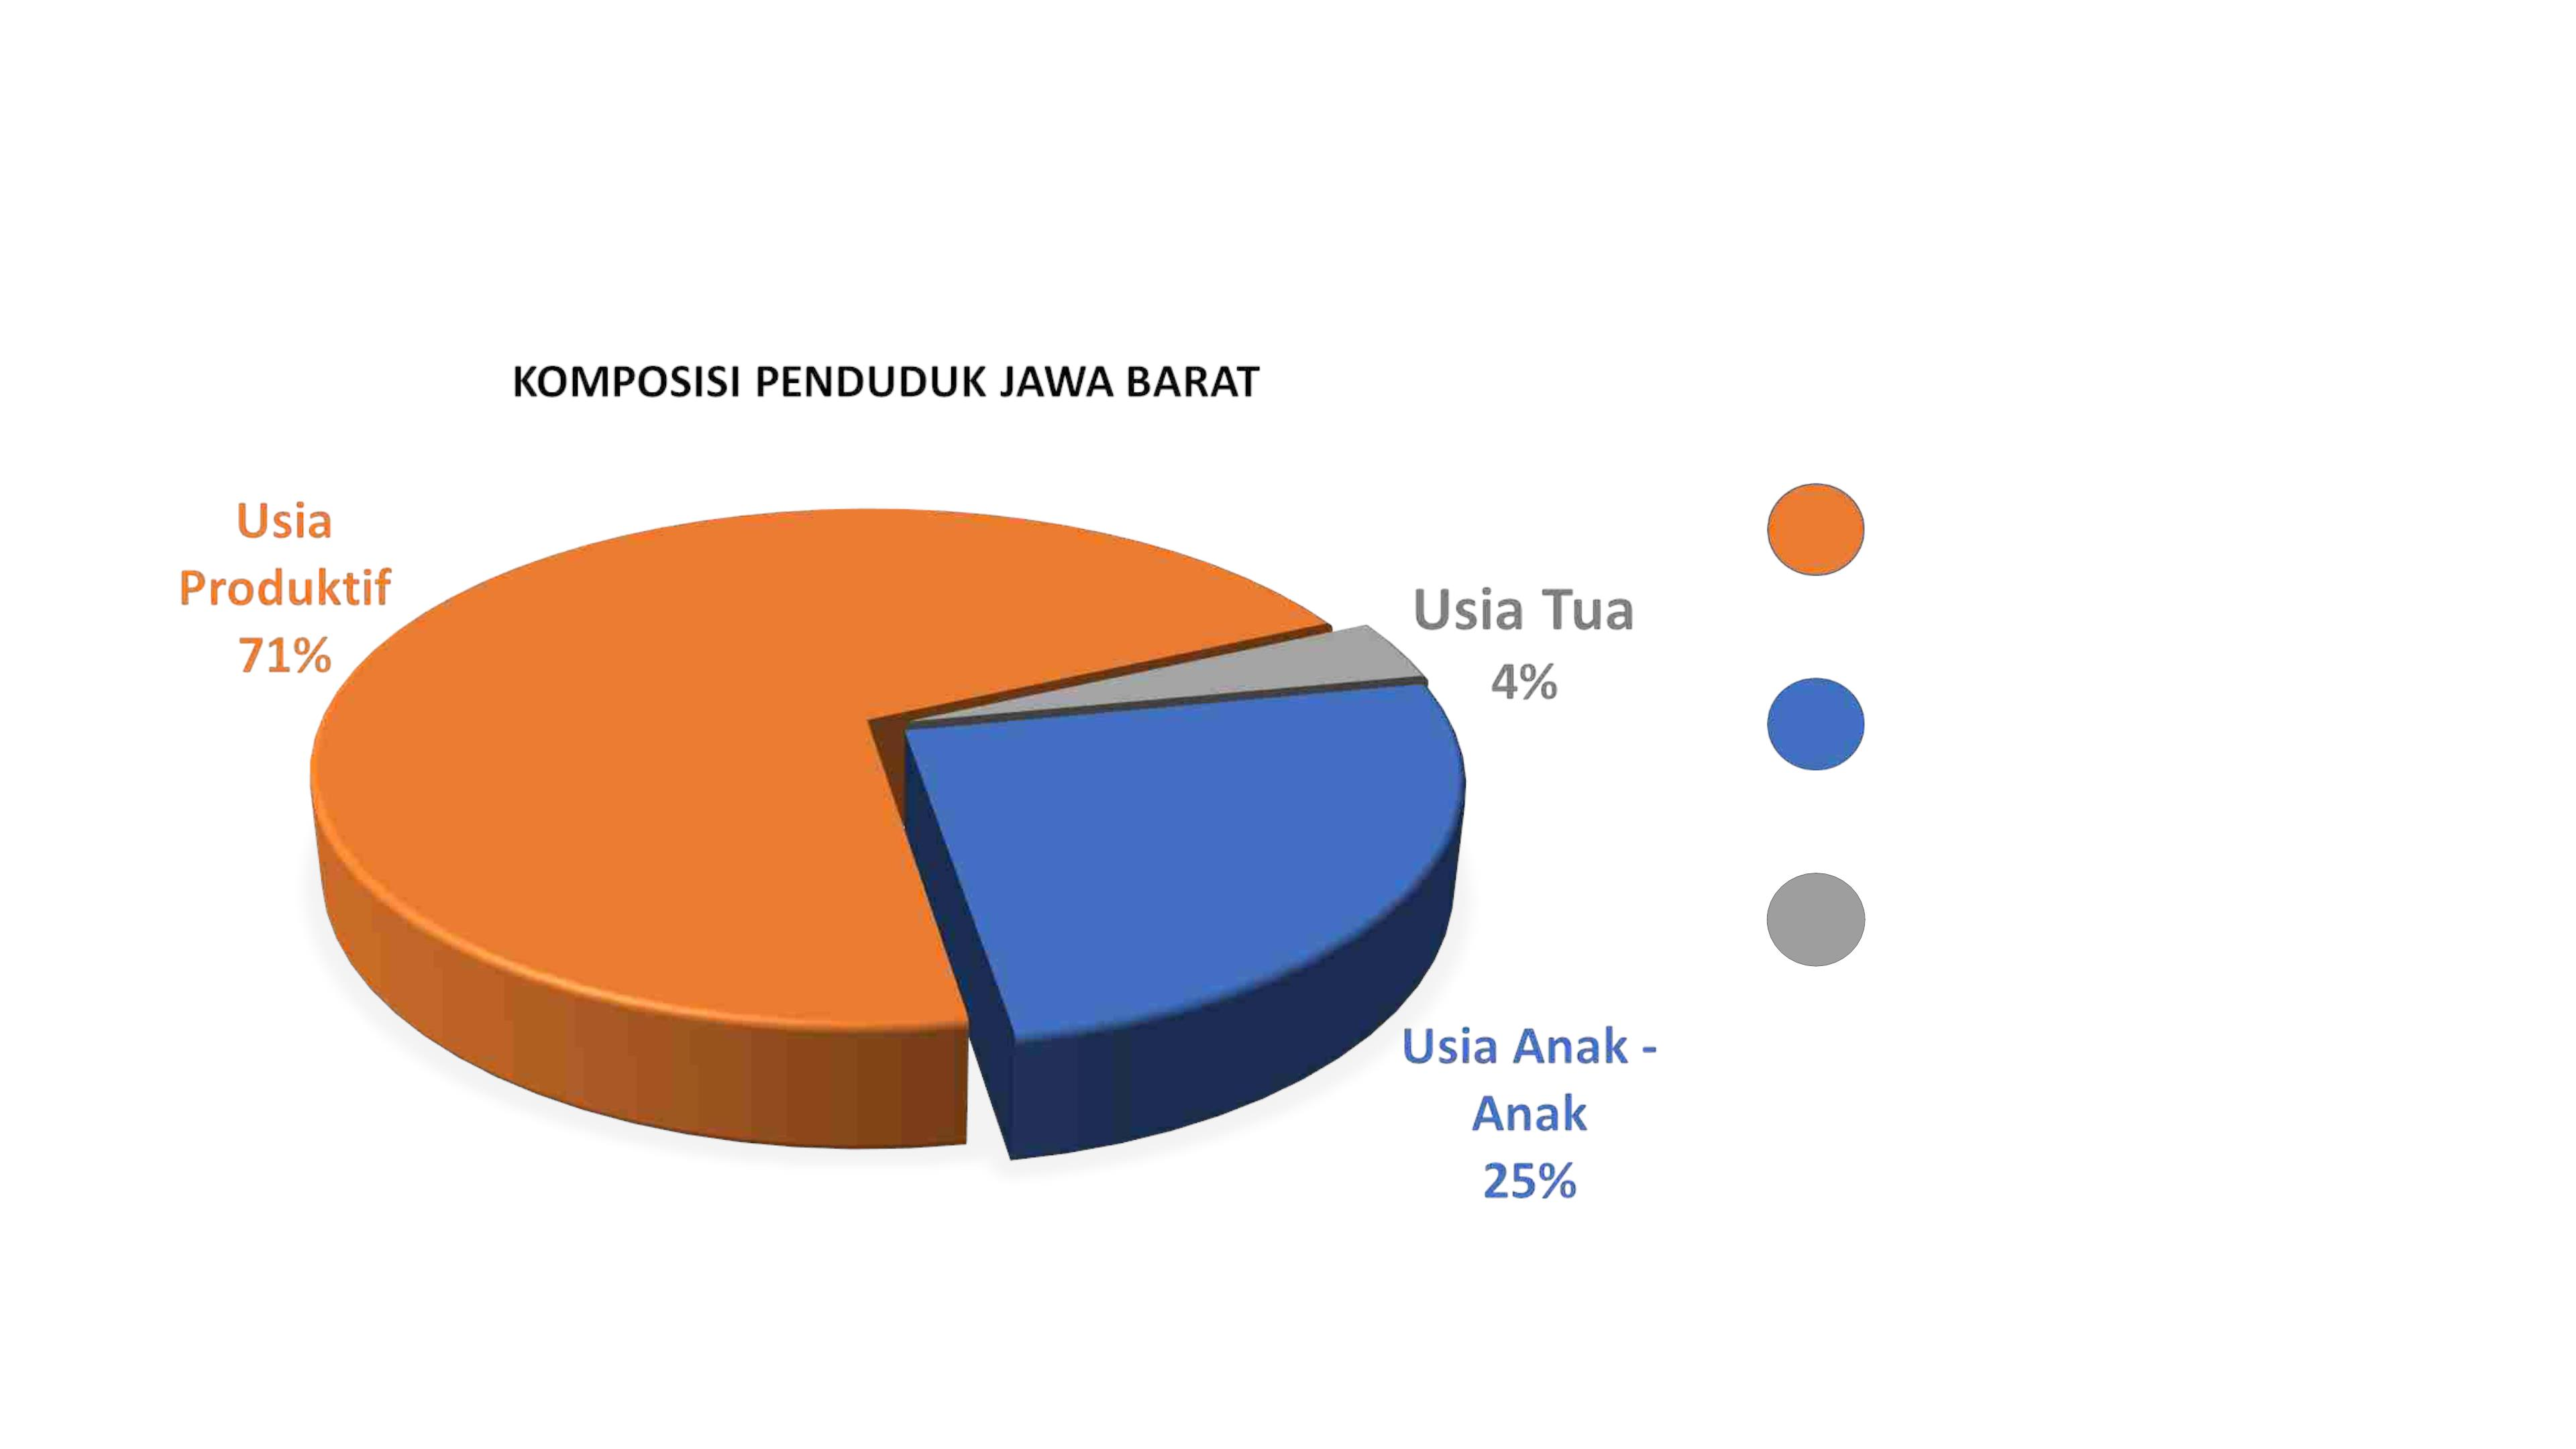 KOMPOSISI PENDUDUK JAWA BARAT
Usia
Produktif
71%
Usia Tua
4%
Usia Anak -
Anak
25%